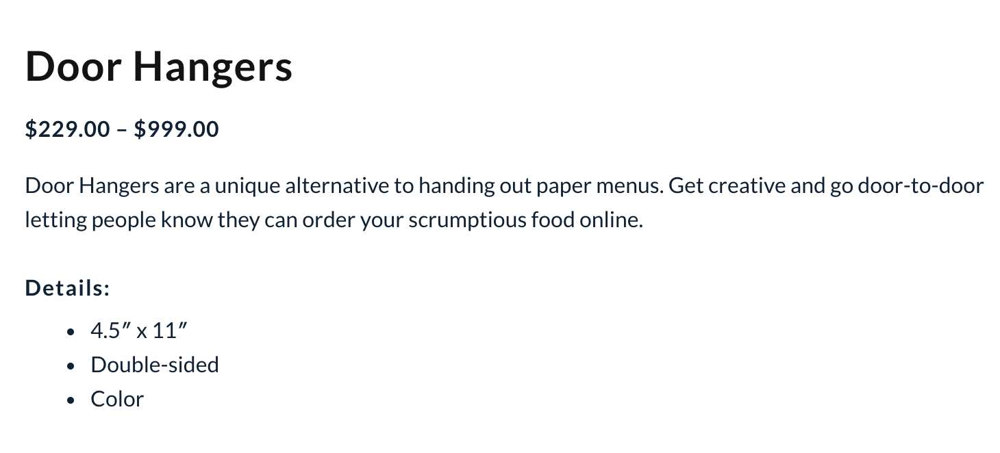 Door Hangers
$229.00 – $999.00
Door Hangers are a unique alternative to handing out paper menus. Get creative and go door-to-door
letting people know they can order your scrumptious food online.
Details:
• 4.5″ x 11″
• Double-sided
• Color